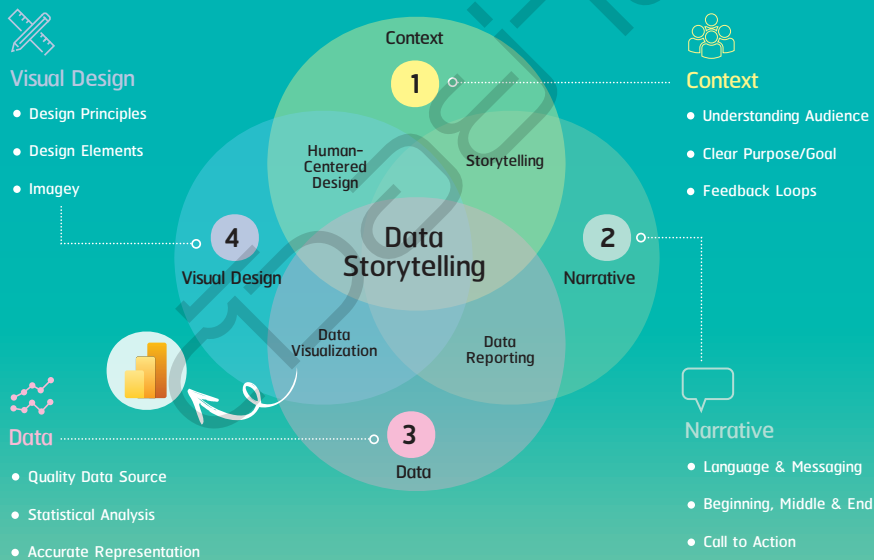 Context
1
Visual Design
Context
Design Principles
Understanding Audience
Design Elements
Human-
Centered
Design
Storytelling
Clear Purpose/Goal
Imagey
Feedback Loops
4
Data
Storytelling
2
Visual Design
Narrative
Data
Visualization
Data
Reporting
Data
3
Narrative
Data
Quality Data Source
Language & Messaging
Statistical Analysis
Beginning, Middle & End
Accurate Representation
Call to Action